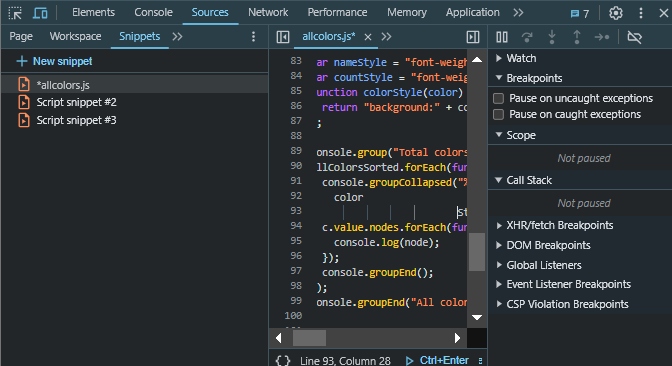 Elements Console Sources Network Performance Memory Application 7
Page Workspace Snippets
+ New snippet
*allcolors.js
Script snippet #2
Script snippet #3
allcolors.js*
83 ar nameStyle = "font-weigh
84 ar countStyle = "font-weig
85 unction colorStyle(color)
86 return "background:" + co
87 ;
88
89 onsole.group("Total colors
90 llColorsSorted.forEach(fun
91 console.groupCollapsed("%
92 color
93 st
94 c.value.nodes.forEach(fun
95 console.log(node);
96 });
97 console.groupEnd();
98 );
99 onsole.groupEnd("All color
100
{} Line 93, Column 28 Ctrl+Enter
Watch
Breakpoints
Pause on uncaught exceptions
Pause on caught exceptions
Scope
Not paused
Call Stack
Not paused
XHR/fetch Breakpoints
DOM Breakpoints
Global Listeners
Event Listener Breakpoints
CSP Violation Breakpoints